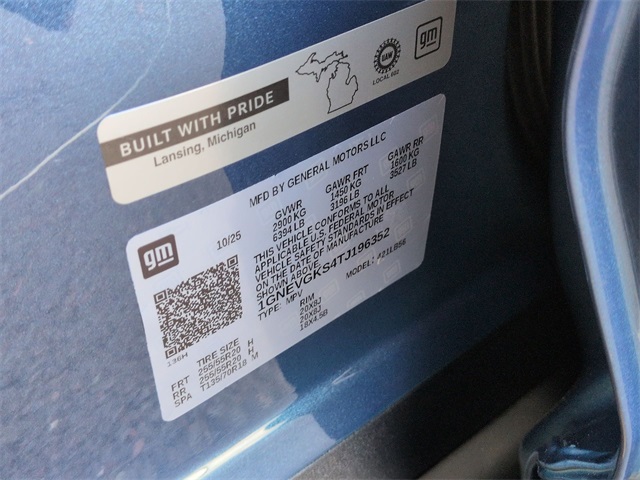 BUILT WITH PRIDE
Lansing, Michigan
UAW
LOCAL 602
gm
gm
10/25
MFD BY GENERAL MOTORS LLC
GVWR GAWR FRT GAWR RR
2900 KG 1450 KG 1600 KG
6394 LB 3196 LB 3527 LB
THIS VEHICLE CONFORMS TO ALL
APPLICABLE U.S. FEDERAL MOTOR
VEHICLE SAFETY STANDARDS IN EFFECT
ON THE DATE OF MANUFACTURE
SHOWN ABOVE.
1GNEVGKS4TJ196352
TYPE: MPV MODEL:
136H
TIRE SIZE RIM
FRT 255/55R20 H 20X8J
RR 255/55R20 H 20X8J
SPA T135/70R18 M 18X4.5B